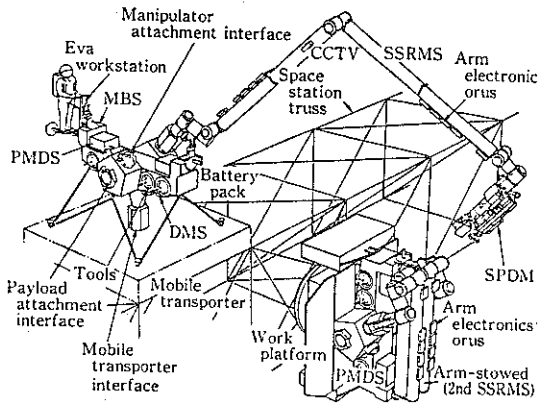 Manipulator
attachment interface
Eva
workstation
MBS
PMDS
CCTV
SSRMS
Space
station
truss
Arm
electronic
orus
Battery
pack
DMS
SPDM
Tools
Payload
attachment
interface
Mobile
transporter
Mobile
transporter
interface
Work
platform
PMDS
Arm
electronics
orus
Arm-stowed
(2nd SSRMS)